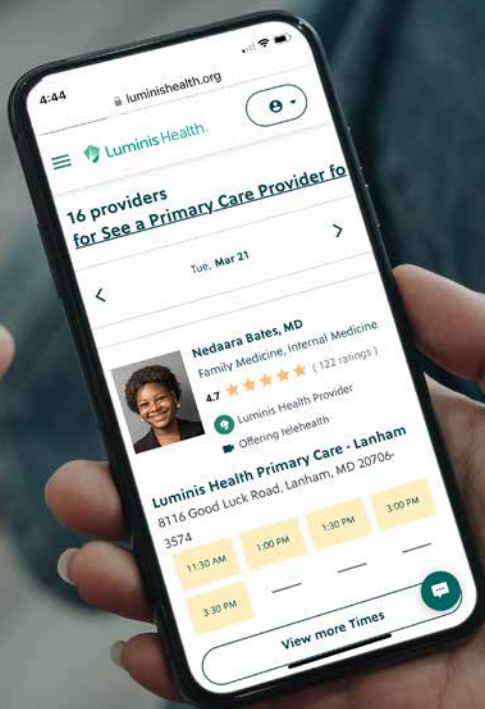 4:44
luminishealth.org
Luminis Health.
16 providers
for See a Primary Care Provider fo
Tue, Mar 21
Nedaara Bates, MD
Family Medicine, Internal Medicine
4.7 (122 ratings)
Luminis Health Provider
Offering telehealth
Luminis Health Primary Care - Lanham
8116 Good Luck Road, Lanham, MD 20706-
3574
11:30 AM 1:00 PM 1:30 PM 3:00 PM
3:30 PM
View more Times